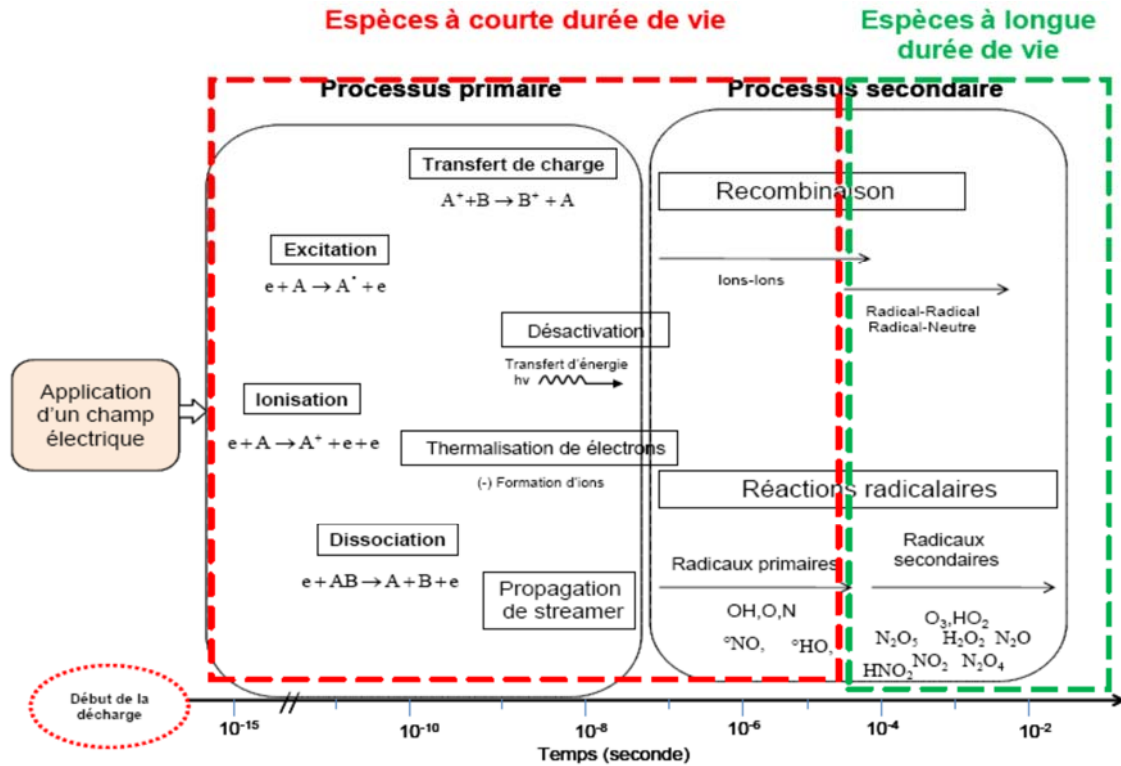 Espèces à courte durée de vie
Espèces à longue
durée de vie
Processus primaire
Processus secondaire
Transfert de charge
A⁺+B → B⁺ + A
Excitation
e + A → A* + e
Désactivation
Transfert d'énergie
hv
Application
d'un champ
électrique
Ionisation
e + A → A⁺ + e + e
Thermalisation de électrons
(-) Formation d'ions
Dissociation
e + AB → A + B + e
Propagation
de streamer
Recombinaison
Ions-Ions
Radical-Radical
Radical-Neutre
Réactions radicalaires
Radicaux primaires
OH,O,N
°NO, °HO,
Radicaux
secondaires
O₃,HO₂
N₂O₅ H₂O₂ N₂O
HNO₂ NO₂ N₂O₄
Début de la
décharge
10⁻¹⁵ 10⁻¹⁰ 10⁻⁸ 10⁻⁶ 10⁻⁴ 10⁻²
Temps (seconde)